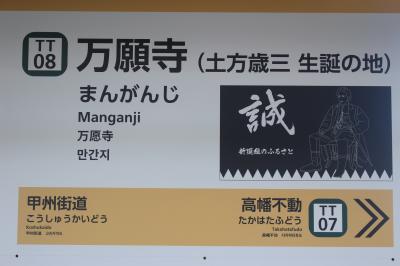 TT
08
万願寺 (土方歳三 生誕の地)
まんがんじ
Manganji
万愿寺
만간지
誠
新選組のふるさと
甲州街道
こうしゅうかいどう
Koshukaido
高幡不動
たかはたふどう
Takahatafudo
TT
07